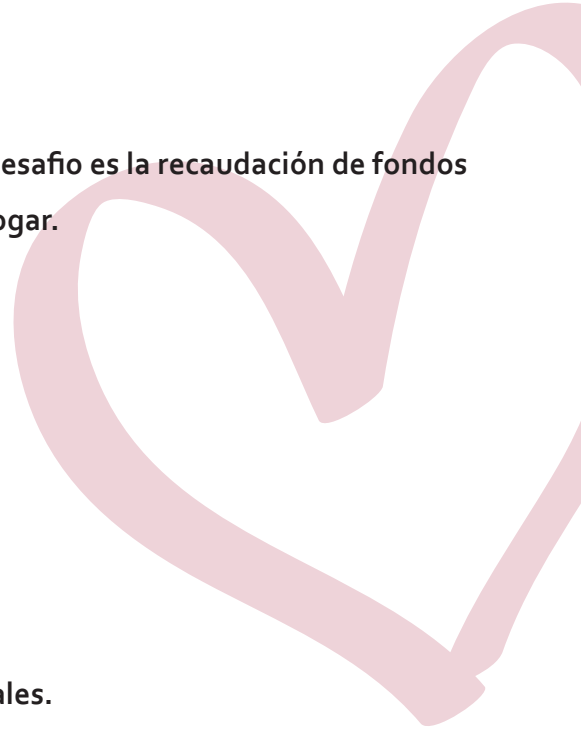 esafio es la recaudación de fondos
ogar.
ales.